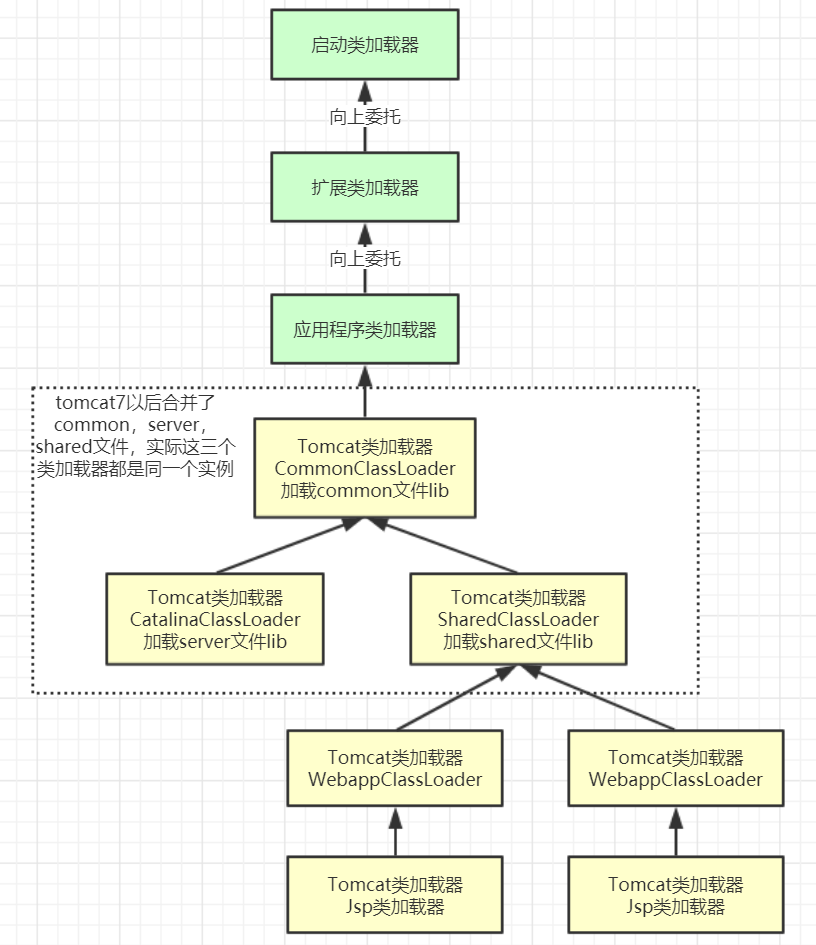 启动类加载器
向上委托
扩展类加载器
向上委托
应用程序类加载器
tomcat7以后合并了
common，server，
shared文件，实际这三个
类加载器都是同一个实例
Tomcat类加载器
CommonClassLoader
加载common文件lib
Tomcat类加载器
CatalinaClassLoader
加载server文件lib
Tomcat类加载器
SharedClassLoader
加载shared文件lib
Tomcat类加载器
WebappClassLoader
Tomcat类加载器
WebappClassLoader
Tomcat类加载器
Jsp类加载器
Tomcat类加载器
Jsp类加载器